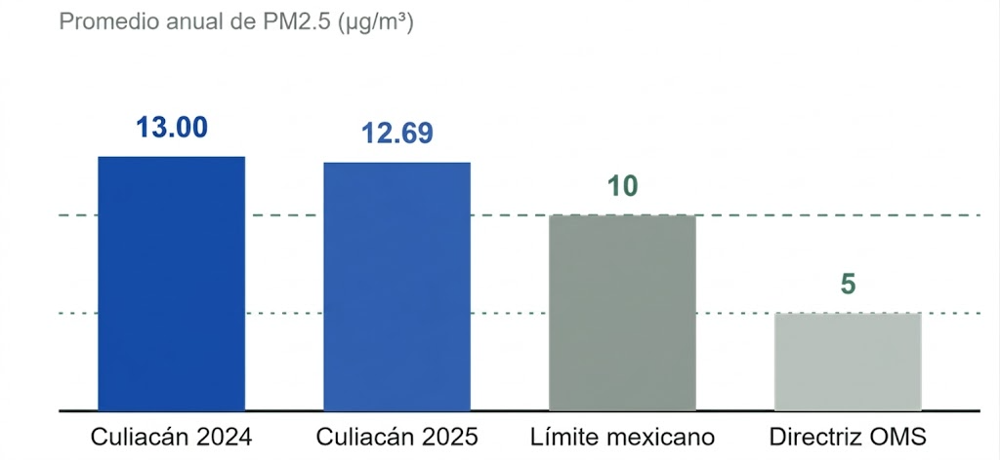 Promedio anual de PM2.5 (µg/m³)
13.00
12.69
10
5
Culiacán 2024
Culiacán 2025
Límite mexicano
Directriz OMS